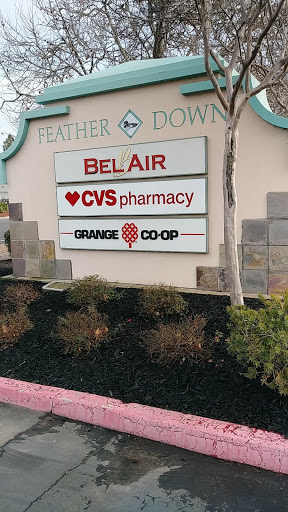 FEATHER DOWN
BEL AIR
CVS pharmacy
GRANGE CO-OP